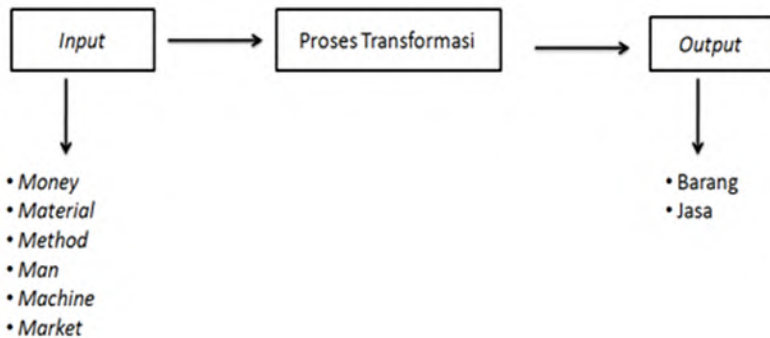 Input
Proses Transformasi
Output
• Money
• Material
• Method
• Man
• Machine
• Market
• Barang
• Jasa